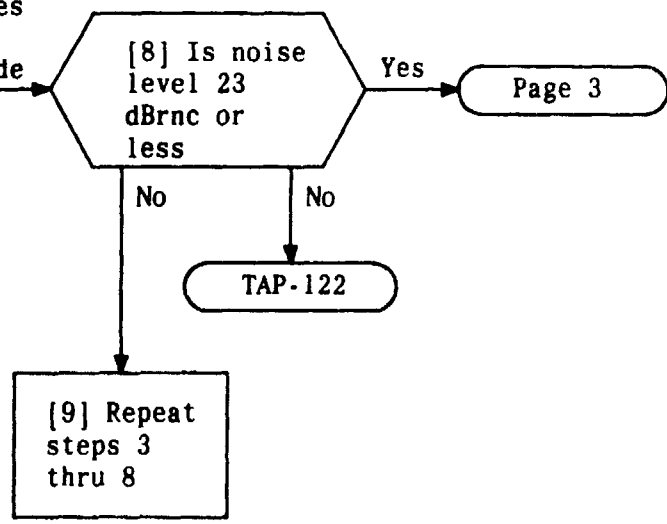 es
de
[8] Is noise
level 23
dBrnc or
less
Yes
Page 3
No
No
TAP-122
[9] Repeat
steps 3
thru 8